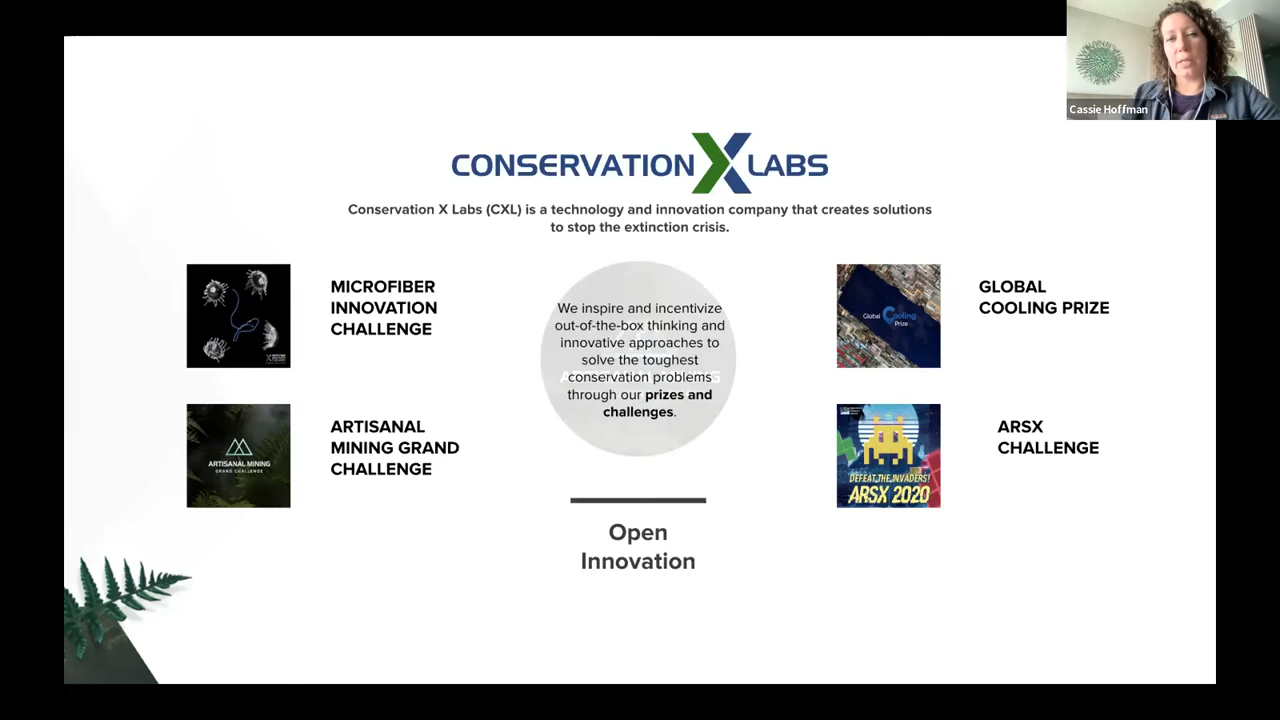 Cassie Hoffman
CONSERVATION X LABS
Conservation X Labs (CXL) is a technology and innovation company that creates solutions
to stop the extinction crisis.
MICROFIBER
INNOVATION
CHALLENGE
ARTISANAL MINING
GRAND CHALLENGE
ARTISANAL
MINING GRAND
CHALLENGE
We inspire and incentivize
out-of-the-box thinking and
innovative approaches to
solve the toughest
conservation problems
through our prizes and
challenges.
Open
Innovation
Global Cooling
Prize
GLOBAL
COOLING PRIZE
DEFEAT THE INVADERS!
ARSX 2020
ARSX
CHALLENGE